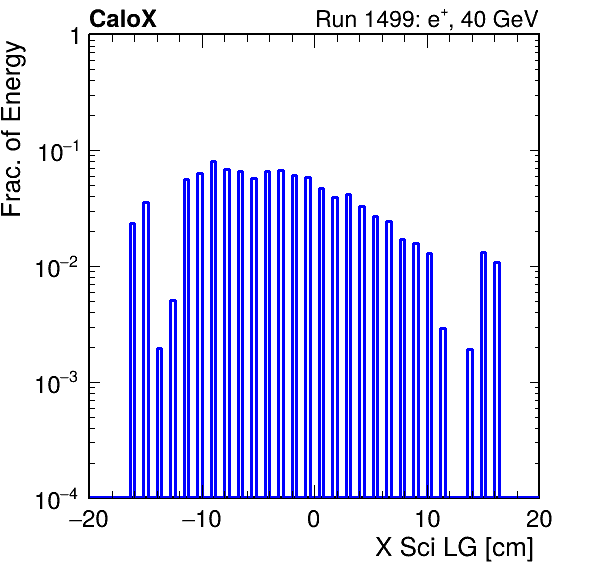 CaloX Run 1499: e⁺, 40 GeV
Frac. of Energy
1
10⁻¹
10⁻²
10⁻³
10⁻⁴
−20 −10 0 10 20
X Sci LG [cm]